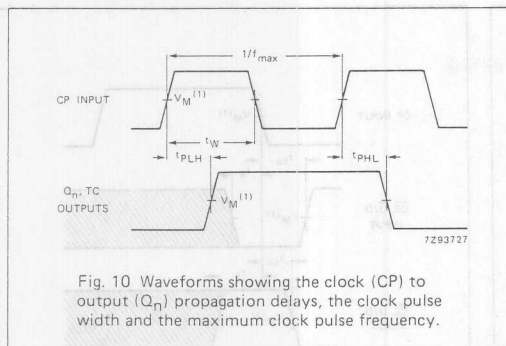 1/fmax
CP INPUT
VM(1)
tW
tPLH
tPHL
Qn, TC
OUTPUTS
VM(1)
7Z93727
Fig. 10 Waveforms showing the clock (CP) to
output (Qn) propagation delays, the clock pulse
width and the maximum clock pulse frequency.